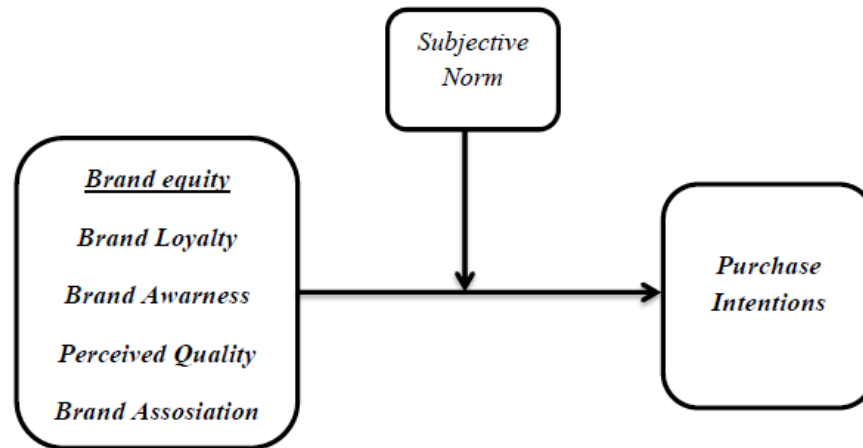 Subjective
Norm
Brand equity
Brand Loyalty
Brand Awarness
Perceived Quality
Brand Assosiation
Purchase
Intentions